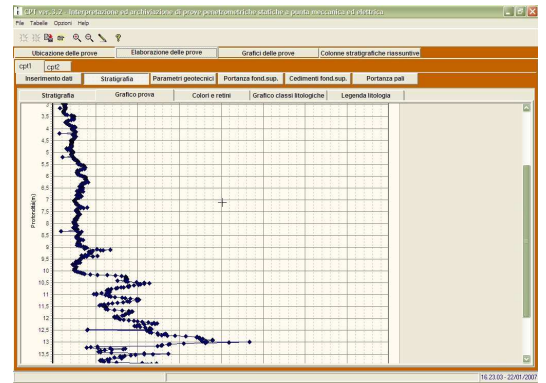 CPT ver.3.2 - Interpretazione ed archiviazione di prove penetrometriche statiche a punta meccanica ed elettrica
File Tabelle Opzioni Help
Ubicazione delle prove Elaborazione delle prove Grafici delle prove Colonne stratigrafiche riassuntive
cpt1 cpt2
Inserimento dati Stratigrafia Parametri geotecnici Portanza fond.sup. Cedimenti fond.sup. Portanza pali
Stratigrafia Grafico prova Colori e retini Grafico classi litologiche Legenda litologia
3
3,5
4
4,5
5
5,5
6
6,5
7
7,5
8
8,5
9
9,5
10
10,5
11
11,5
12
12,5
13
13,5
Profondità(m)
16.23.03 - 22/01/2007